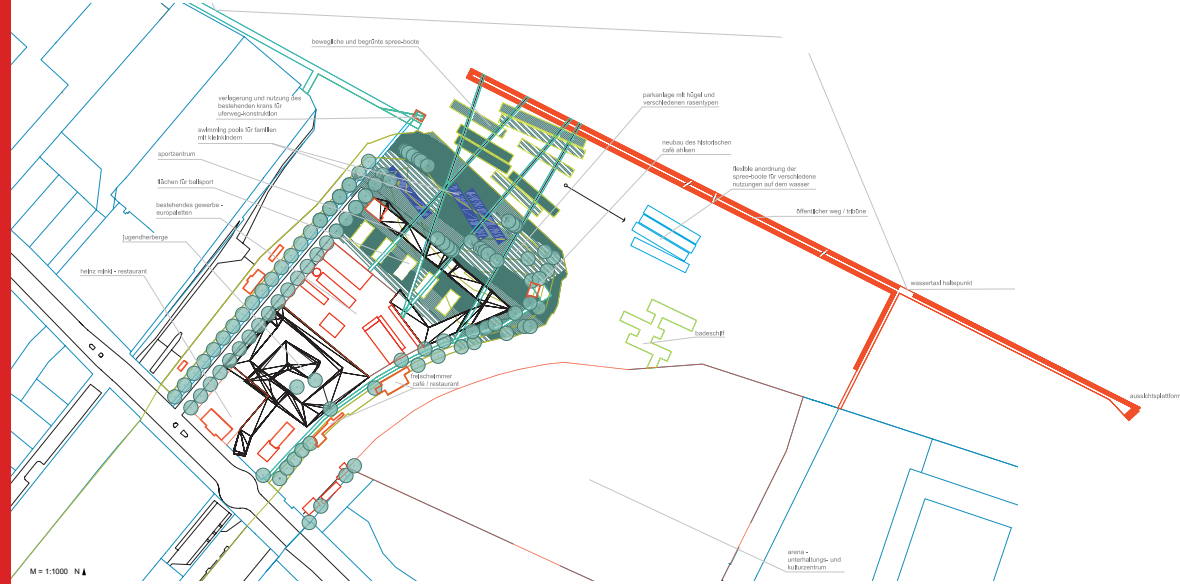 bewegliche und begrünte spree-boote
verlagerung und nutzung des
bestehenden krans für
uferweg-konstruktion
swimming pools für familien
mit kleinkindern
sportzentrum
flächen für ballsport
bestehendes gewerbe -
europaletten
jugendherberge
heinz minki - restaurant
parkanlage mit hügel und
verschiedenen rasentypen
neubau des historischen
café ahlsen
flexible anordnung der
spree-boote für verschiedene
nutzungen auf dem wasser
öffentlicher weg / tribüne
wassertaxi haltepunkt
badeschiff
aussichtsplattform
freischwimmer
café / restaurant
arena -
unterhaltungs- und
kulturzentrum
M = 1:1000 N